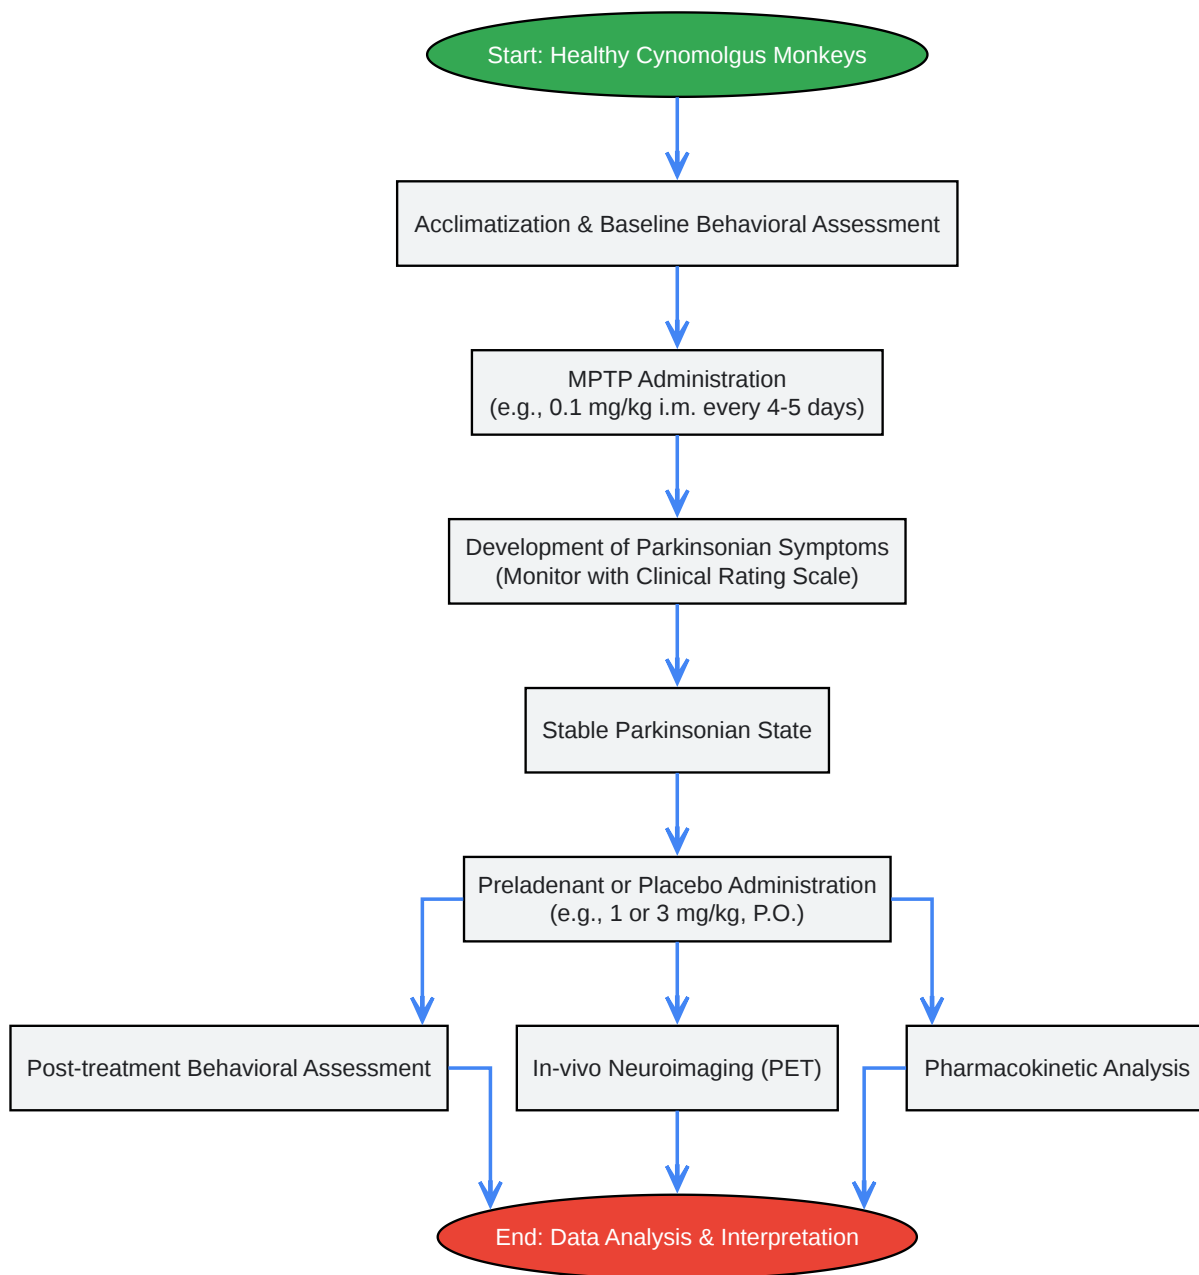 Start: Healthy Cynomolgus Monkeys
Acclimatization & Baseline Behavioral Assessment
MPTP Administration
(e.g., 0.1 mg/kg i.m. every 4-5 days)
Development of Parkinsonian Symptoms
(Monitor with Clinical Rating Scale)
Stable Parkinsonian State
Preladenant or Placebo Administration
(e.g., 1 or 3 mg/kg, P.O.)
Post-treatment Behavioral Assessment
In-vivo Neuroimaging (PET)
Pharmacokinetic Analysis
End: Data Analysis & Interpretation